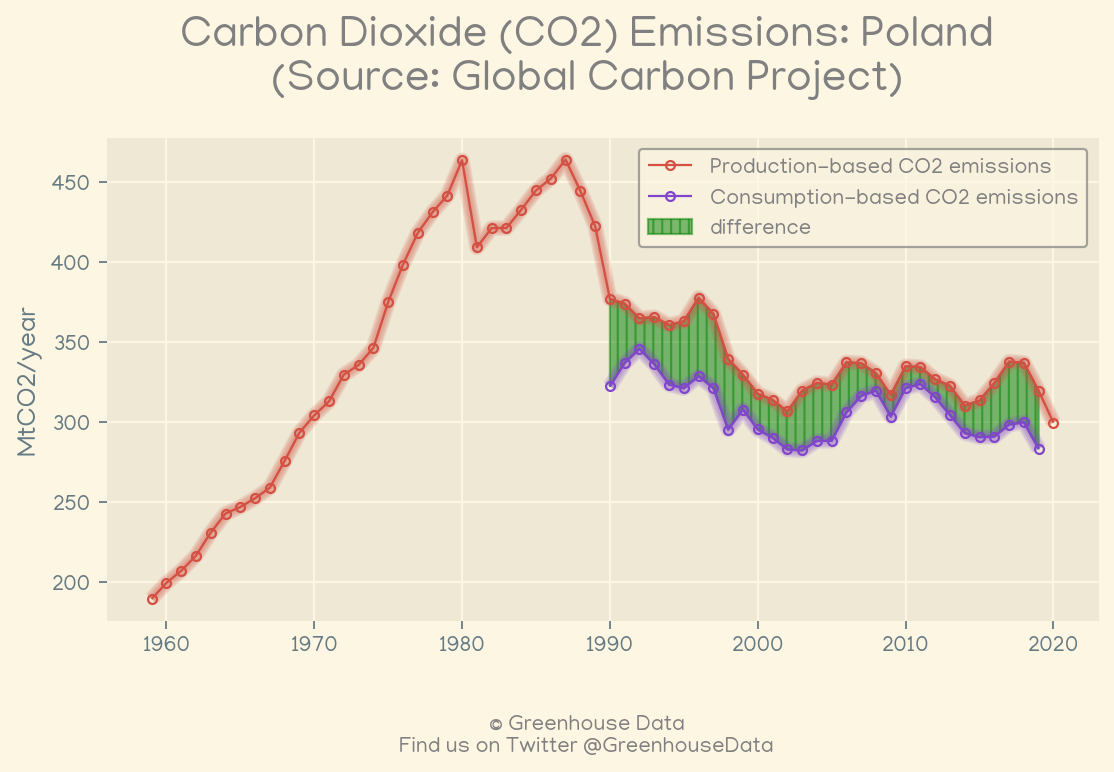 Carbon Dioxide (CO2) Emissions: Poland
(Source: Global Carbon Project)
Production-based CO2 emissions
Consumption-based CO2 emissions
difference
MtCO2/year
450
400
350
300
250
200
1960 1970 1980 1990 2000 2010 2020
© Greenhouse Data
Find us on Twitter @GreenhouseData